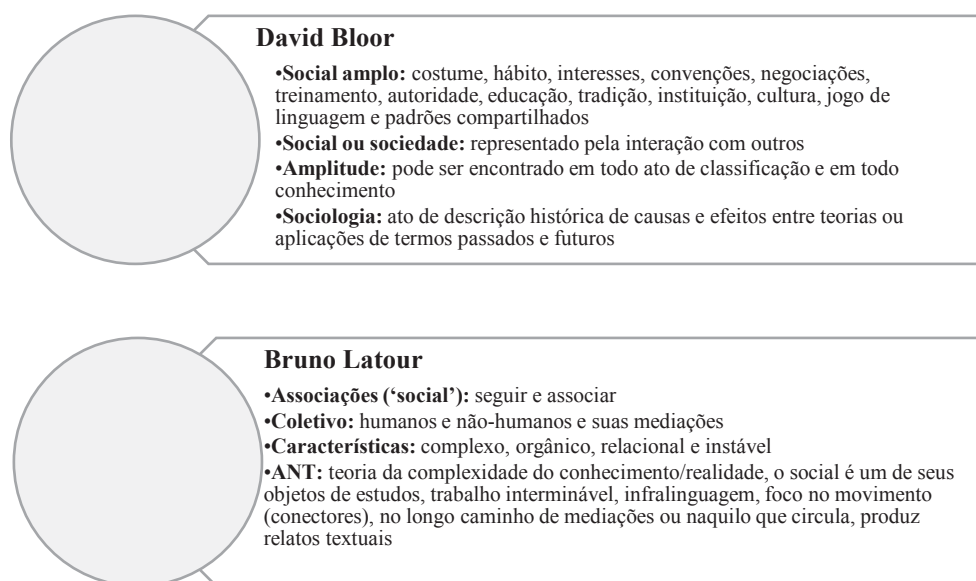 David Bloor
•Social amplo: costume, hábito, interesses, convenções, negociações,
treinamento, autoridade, educação, tradição, instituição, cultura, jogo de
linguagem e padrões compartilhados
•Social ou sociedade: representado pela interação com outros
•Amplitude: pode ser encontrado em todo ato de classificação e em todo
conhecimento
•Sociologia: ato de descrição histórica de causas e efeitos entre teorias ou
aplicações de termos passados e futuros
Bruno Latour
•Associações (‘social’): seguir e associar
•Coletivo: humanos e não-humanos e suas mediações
•Características: complexo, orgânico, relacional e instável
•ANT: teoria da complexidade do conhecimento/realidade, o social é um de seus
objetos de estudos, trabalho interminável, infralinguagem, foco no movimento
(conectores), no longo caminho de mediações ou naquilo que circula, produz
relatos textuais